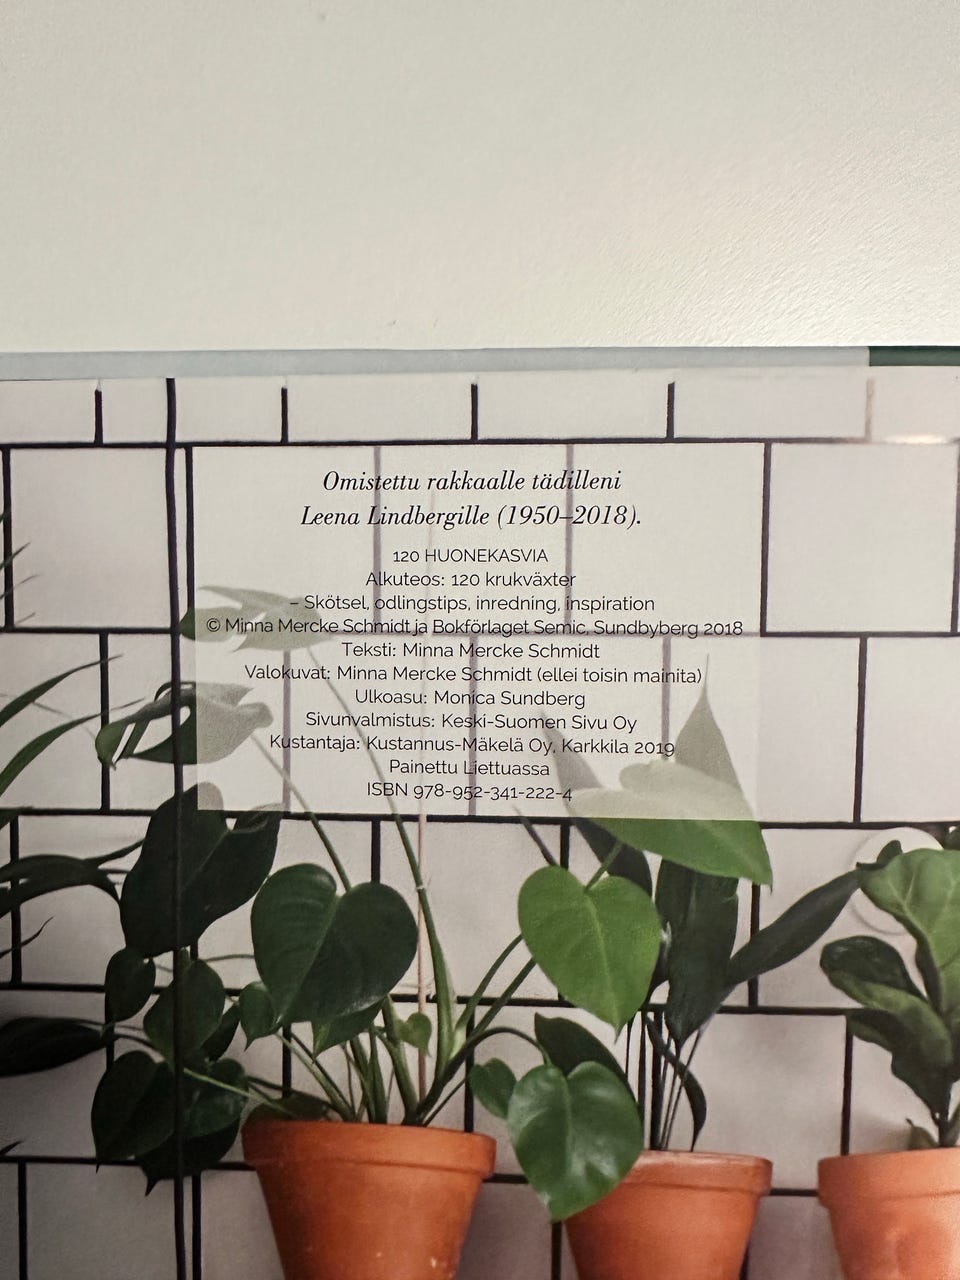 Omistettu rakkaalle tädilleni
Leena Lindbergille (1950–2018).
120 HUONEKASVIA
Alkuteos: 120 krukväxter
– Skötsel, odlingstips, inredning, inspiration
© Minna Mercke Schmidt ja Bokförlaget Semic, Sundbyberg 2018
Teksti: Minna Mercke Schmidt
Valokuvat: Minna Mercke Schmidt (ellei toisin mainita)
Ulkoasu: Monica Sundberg
Sivunvalmistus: Keski-Suomen Sivu Oy
Kustantaja: Kustannus-Mäkelä Oy, Karkkila 2019
Painettu Liettuassa
ISBN 978-952-341-222-4